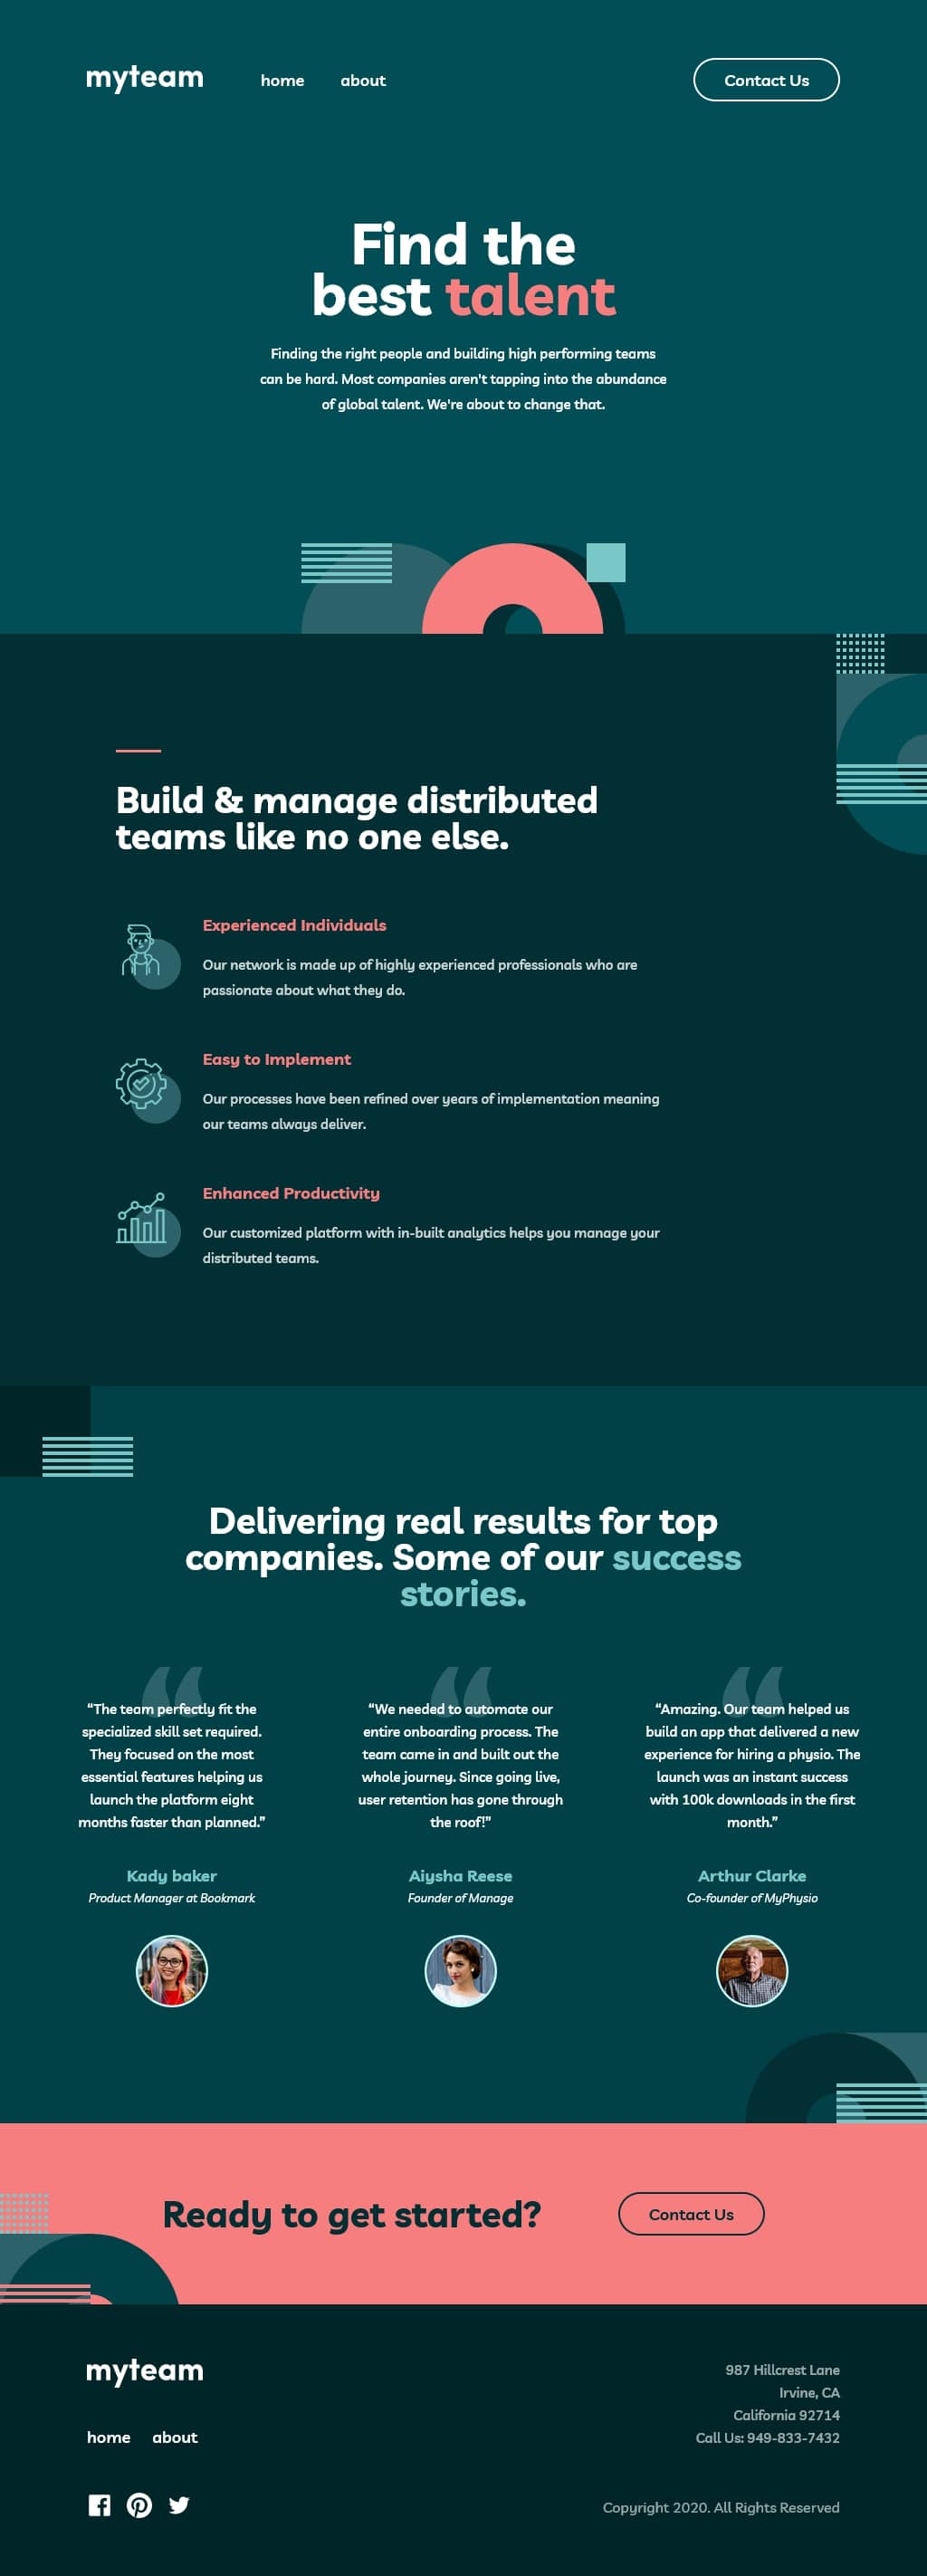 myteam home about Contact Us
Find the
best talent
Finding the right people and building high performing teams
can be hard. Most companies aren't tapping into the abundance
of global talent. We're about to change that.
Build & manage distributed
teams like no one else.
Experienced Individuals
Our network is made up of highly experienced professionals who are
passionate about what they do.
Easy to Implement
Our processes have been refined over years of implementation meaning
our teams always deliver.
Enhanced Productivity
Our customized platform with in-built analytics helps you manage your
distributed teams.
Delivering real results for top
companies. Some of our success
stories.
“The team perfectly fit the
specialized skill set required.
They focused on the most
essential features helping us
launch the platform eight
months faster than planned.”
Kady baker
Product Manager at Bookmark
“We needed to automate our
entire onboarding process. The
team came in and built out the
whole journey. Since going live,
user retention has gone through
the roof!”
Aiysha Reese
Founder of Manage
“Amazing. Our team helped us
build an app that delivered a new
experience for hiring a physio. The
launch was an instant success
with 100k downloads in the first
month.”
Arthur Clarke
Co-founder of MyPhysio
Ready to get started? Contact Us
myteam
home about
987 Hillcrest Lane
Irvine, CA
California 92714
Call Us: 949-833-7432
Copyright 2020. All Rights Reserved